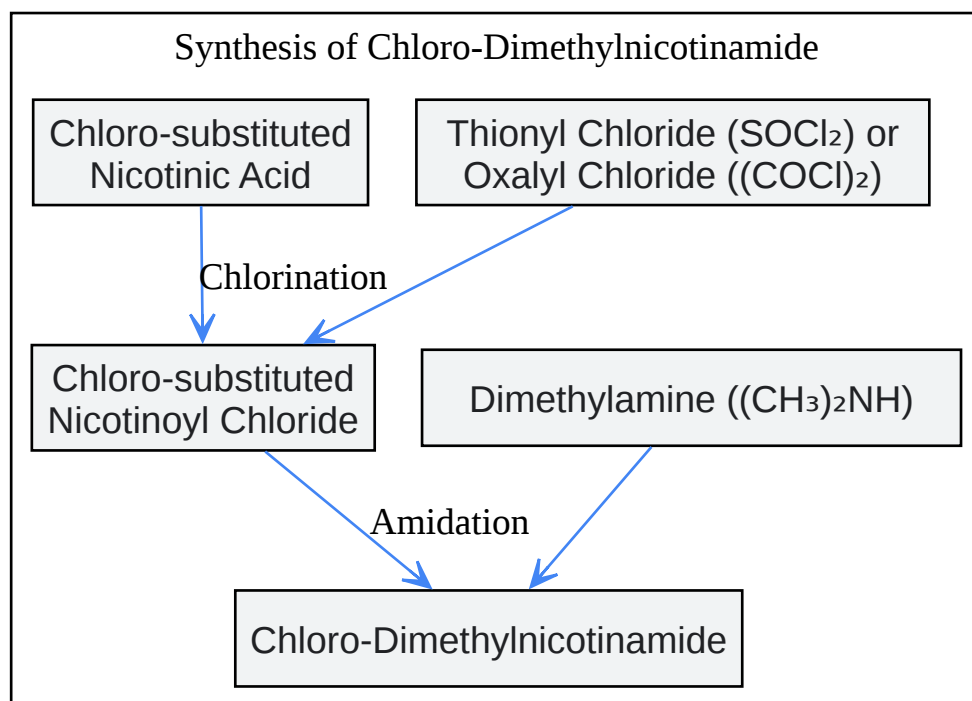 Synthesis of Chloro-Dimethylnicotinamide
Chloro-substituted
Nicotinic Acid
Thionyl Chloride (SOCl₂) or
Oxalyl Chloride ((COCl)₂)
Chlorination
Chloro-substituted
Nicotinoyl Chloride
Dimethylamine ((CH₃)₂NH)
Amidation
Chloro-Dimethylnicotinamide